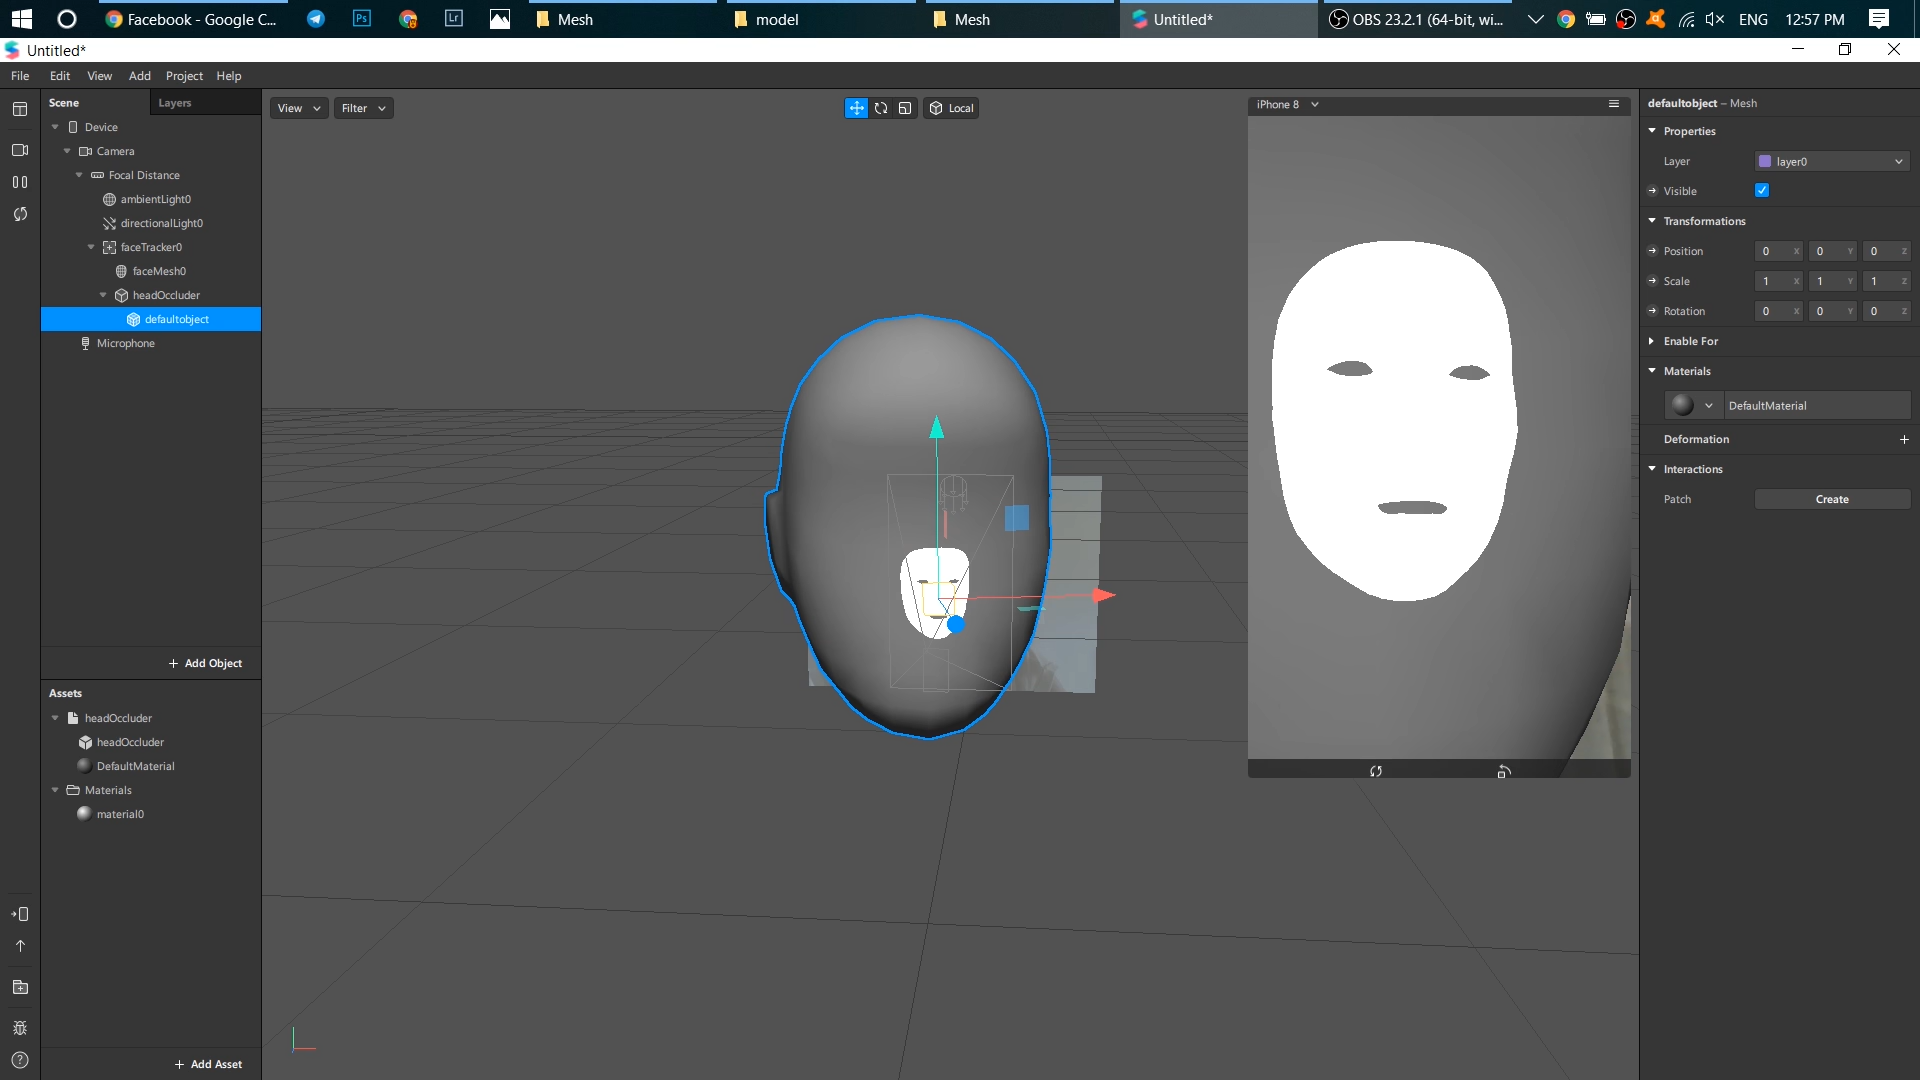 Facebook - Google C... Ps Lr Mesh model Mesh Untitled* OBS 23.2.1 (64-bit, wi... ENG 12:57 PM
Untitled*
File Edit View Add Project Help
Scene Layers
Device
Camera
Focal Distance
ambientLight0
directionalLight0
faceTracker0
faceMesh0
headOccluder
defaultobject
Microphone
+ Add Object
Assets
headOccluder
headOccluder
DefaultMaterial
Materials
material0
+ Add Asset
View Filter Local
iPhone 8
defaultobject – Mesh
Properties
Layer layer0
Visible
Transformations
Position 0 X 0 Y 0 Z
Scale 1 X 1 Y 1 Z
Rotation 0 X 0 Y 0 Z
Enable For
Materials
DefaultMaterial
Deformation +
Interactions
Patch Create